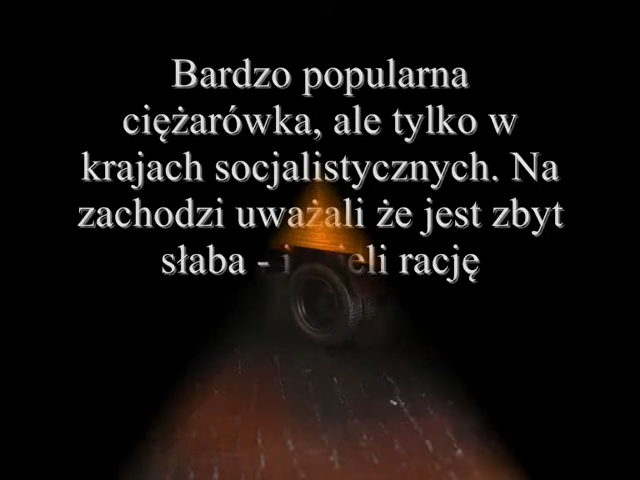 Bardzo popularna
ciężarówka, ale tylko w
krajach socjalistycznych. Na
zachodzi uważali że jest zbyt
słaba - i rację